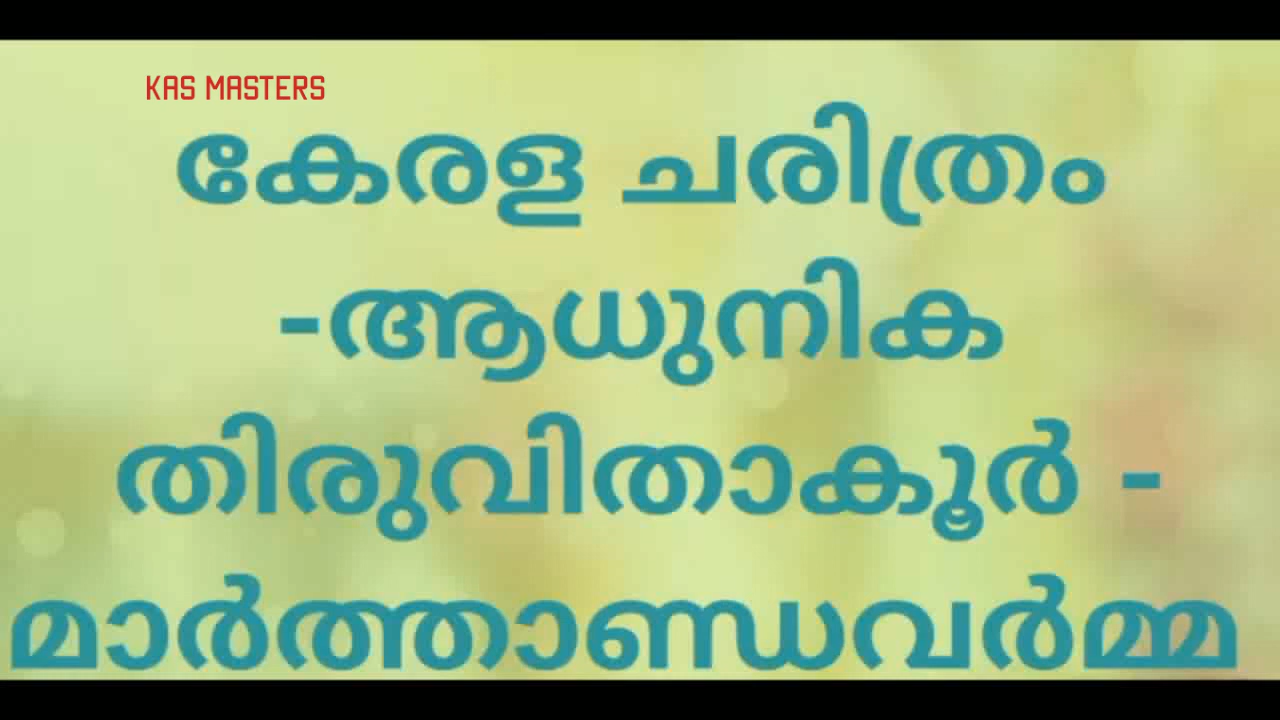 KAS MASTERS
കേരള ചരിത്രം
-ആധുനിക
തിരുവിതാകൂർ -
മാർത്താണ്ഡവർമ്മ